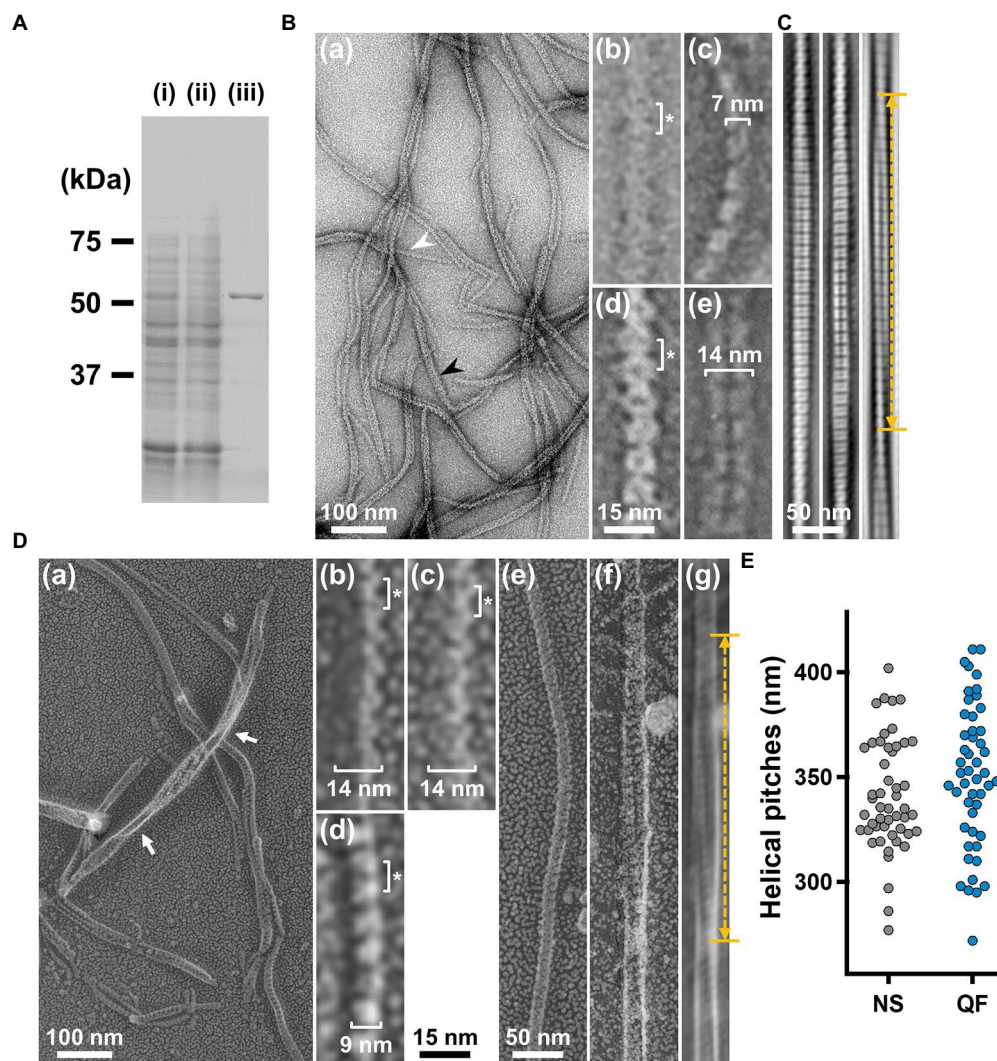 A
(i) (ii) (iii)
(kDa)
75
50
37
B
(a)
100 nm
(b)
*
(c)
7 nm
(d)
*
15 nm
(e)
14 nm
C
50 nm
D
(a)
100 nm
(b)
*
14 nm
(c)
*
14 nm
(d)
*
9 nm
15 nm
(e)
50 nm
(f)
(g)
E
Helical pitches (nm)
400
350
300
NS QF